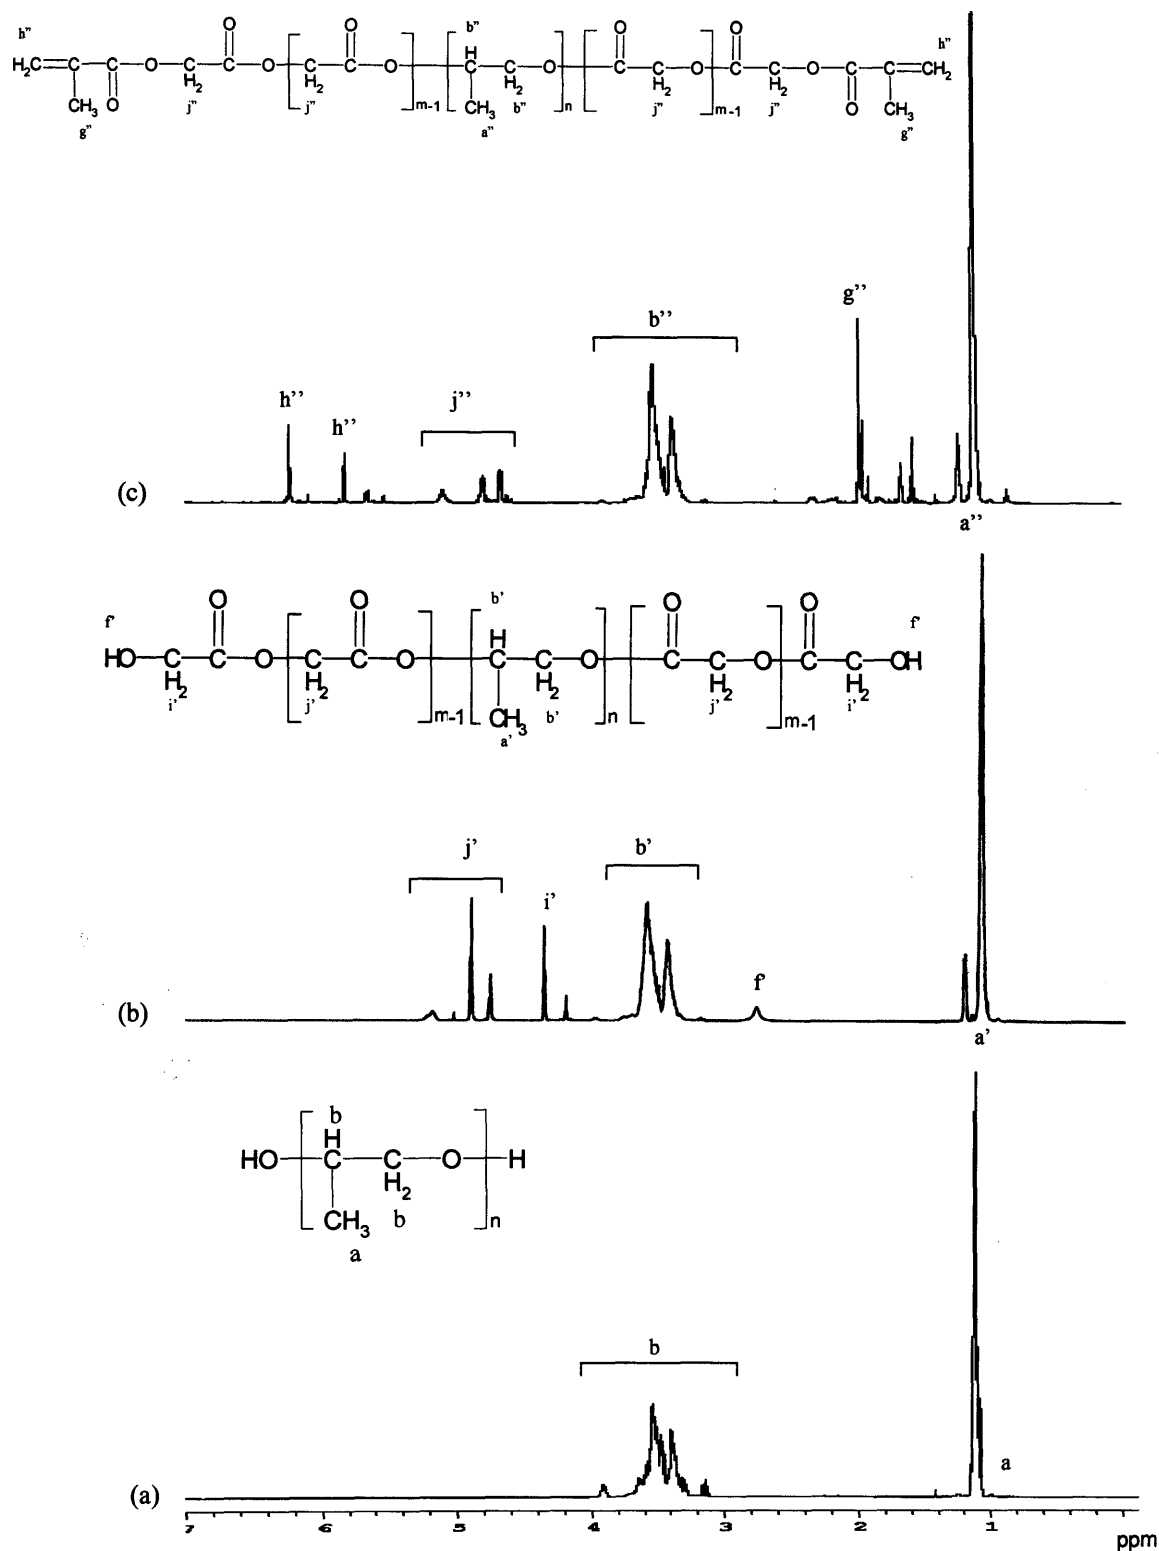 h" O O b" O O h"
H2C C C O C C O C C O H C C O C C O C C O C C CH2
CH3 O H2 H2 CH3 H2 H2 H2 O CH3
g" j" j" m-1 a" b" n j" m-1 j" g"
g’’
b’’
h’’ h’’ j’’
(c)
a’’
f' O O b' O O f'
HO C C O C C O H C C O C C O C C OH
H2 H2 CH3 H2 H2 H2
i' j' m-1 a' b' n j' m-1 i'
j’ b’
i’
f’
(b)
a’
b
H
HO C C O H
H2
CH3 b n
a
b
a
(a)
7 6 5 4 3 2 1
ppm